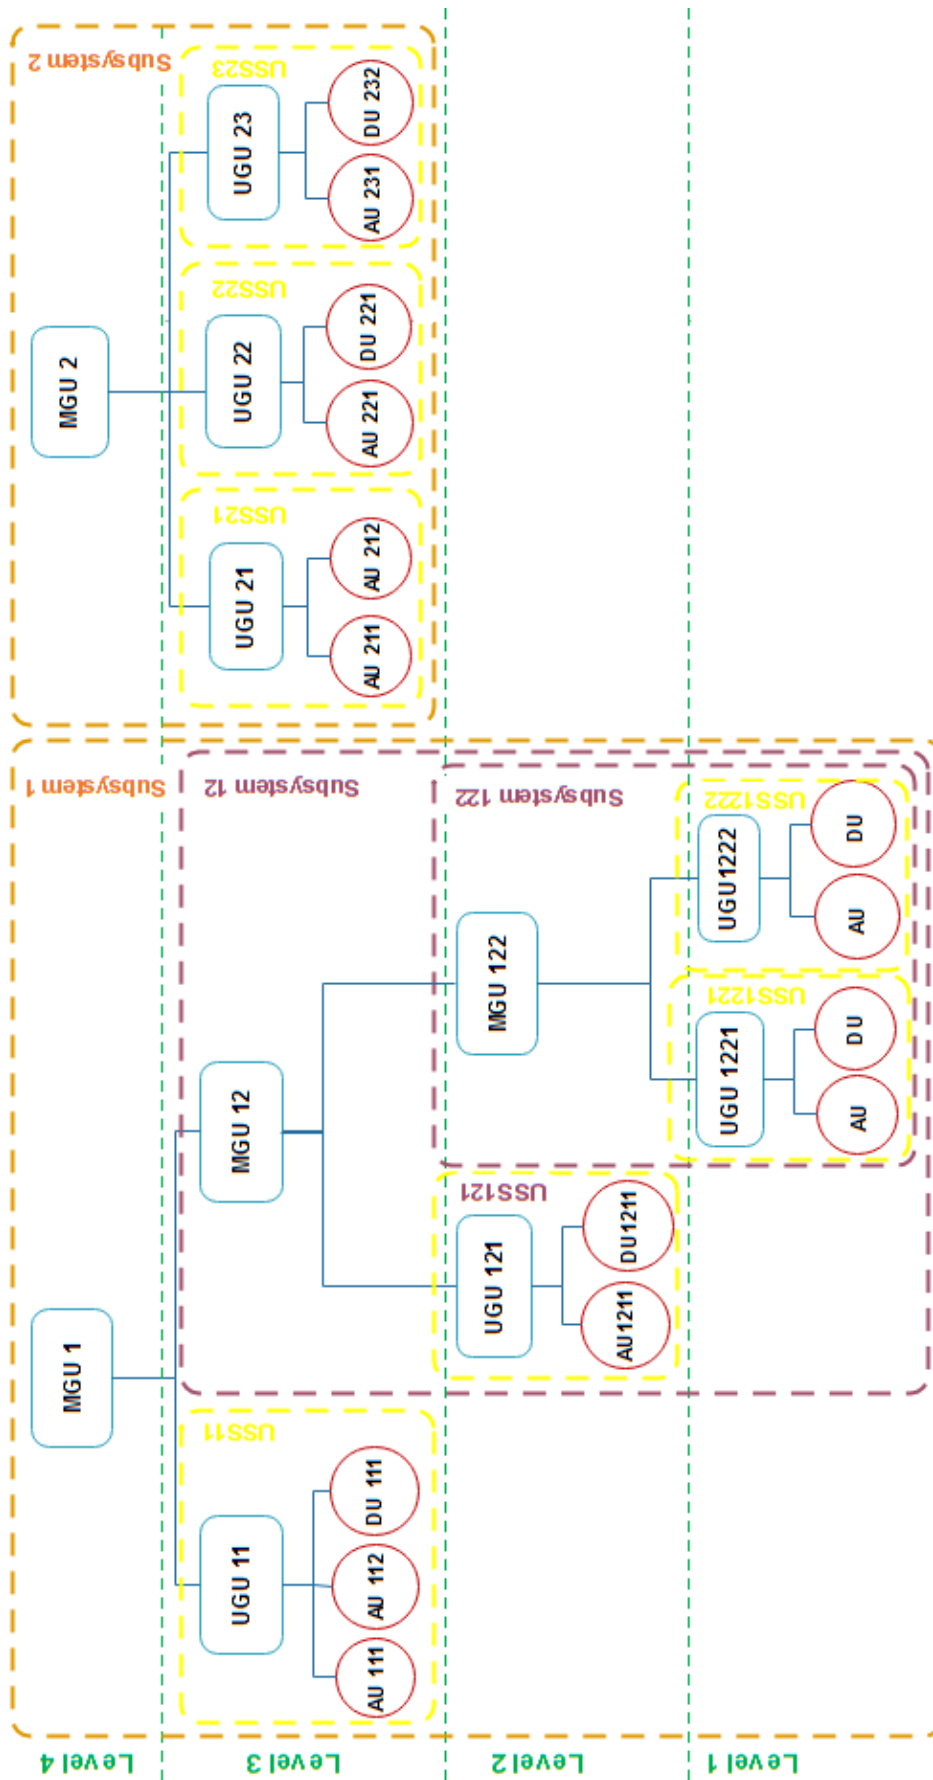 Level 4
Level 3
Level 2
Level 1
Subsystem 1
MGU 1
USS11
UGU 11
AU 111
AU 112
DU 111
Subsystem 12
MGU 12
USS121
UGU 121
AU1211
DU1211
Subsystem 122
MGU 122
USS1221
UGU 1221
AU
DU
USS1222
UGU1222
AU
DU
Subsystem 2
MGU 2
USS21
UGU 21
AU 211
AU 212
USS22
UGU 22
AU 221
DU 221
USS23
UGU 23
AU 231
DU 232